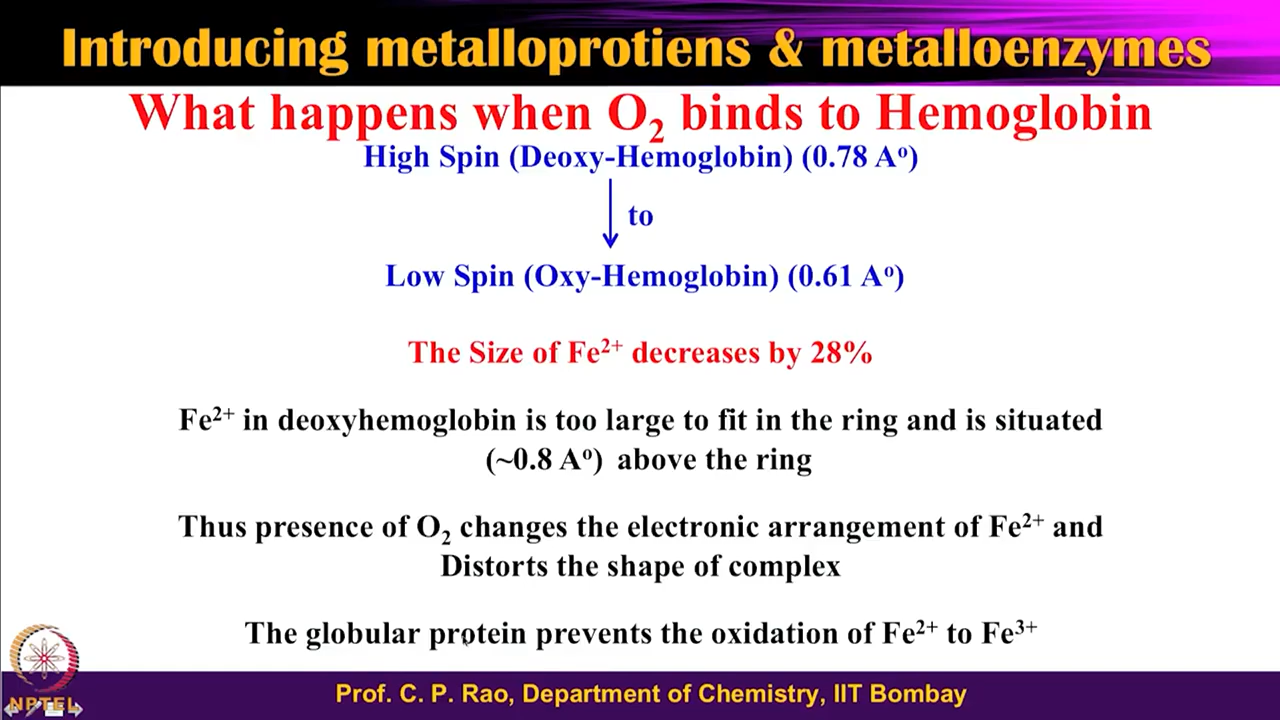 Introducing metalloprotiens & metalloenzymes
What happens when O₂ binds to Hemoglobin
High Spin (Deoxy-Hemoglobin) (0.78 Aᵒ)
to
Low Spin (Oxy-Hemoglobin) (0.61 Aᵒ)
The Size of Fe²⁺ decreases by 28%
Fe²⁺ in deoxyhemoglobin is too large to fit in the ring and is situated
(~0.8 Aᵒ) above the ring
Thus presence of O₂ changes the electronic arrangement of Fe²⁺ and
Distorts the shape of complex
The globular protein prevents the oxidation of Fe²⁺ to Fe³⁺
NPTEL
Prof. C. P. Rao, Department of Chemistry, IIT Bombay